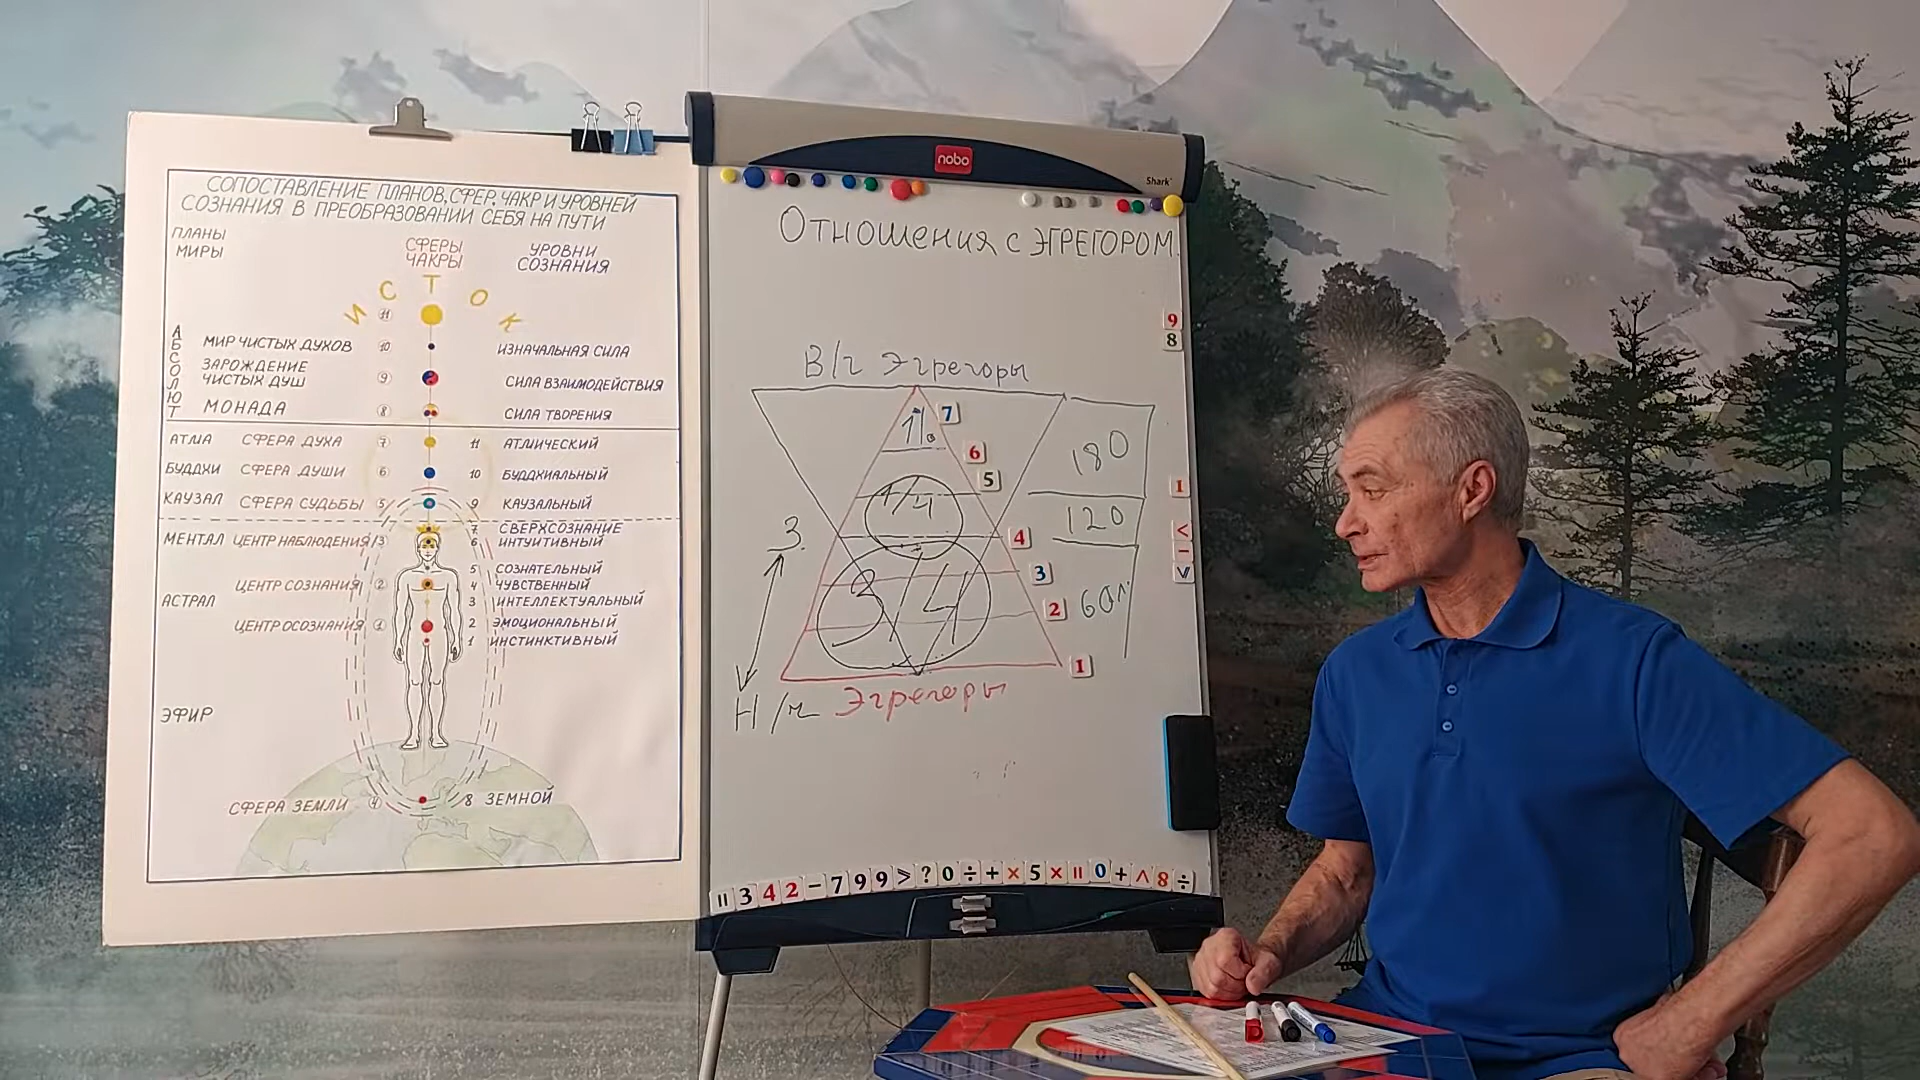 СОПОСТАВЛЕНИЕ ПЛАНОВ, СФЕР, ЧАКР И УРОВНЕЙ
СОЗНАНИЯ В ПРЕОБРАЗОВАНИИ СЕБЯ НА ПУТИ
ПЛАНЫ
МИРЫ
СФЕРЫ
ЧАКРЫ
УРОВНИ
СОЗНАНИЯ
ИСТОК
11
АБСОЛЮТ
МИР ЧИСТЫХ ДУХОВ 10 ИЗНАЧАЛЬНАЯ СИЛА
ЗАРОЖДЕНИЕ
ЧИСТЫХ ДУШ 9 СИЛА ВЗАИМОДЕЙСТВИЯ
МОНАДА 8 СИЛА ТВОРЕНИЯ
АТМА СФЕРА ДУХА 7 11 АТМИЧЕСКИЙ
БУДДХИ СФЕРА ДУШИ 6 10 БУДДХИАЛЬНЫЙ
КАУЗАЛ СФЕРА СУДЬБЫ 5 9 КАУЗАЛЬНЫЙ
7 СВЕРХСОЗНАНИЕ
МЕНТАЛ ЦЕНТР НАБЛЮДЕНИЯ 3 6 ИНТУИТИВНЫЙ
5 СОЗНАТЕЛЬНЫЙ
ЦЕНТР СОЗНАНИЯ 2 4 ЧУВСТВЕННЫЙ
АСТРАЛ 3 ИНТЕЛЛЕКТУАЛЬНЫЙ
ЦЕНТР ОСОЗНАНИЯ 1 2 ЭМОЦИОНАЛЬНЫЙ
1 ИНСТИНКТИВНЫЙ
ЭФИР
СФЕРА ЗЕМЛИ 4 8 ЗЕМНОЙ
nobo
Shark
ОТНОШЕНИЯ С ЭГРЕГОРОМ.
9
8
В/ч Эгрегоры
7
6
5
1/4
180
1
120
3.
4
<
–
V
3
3/4
2
1
Н/ч Эгрегоры
= 3 4 2 – 7 9 9 > ? 0 ÷ + × 5 × = 0 + ^ 8 ÷